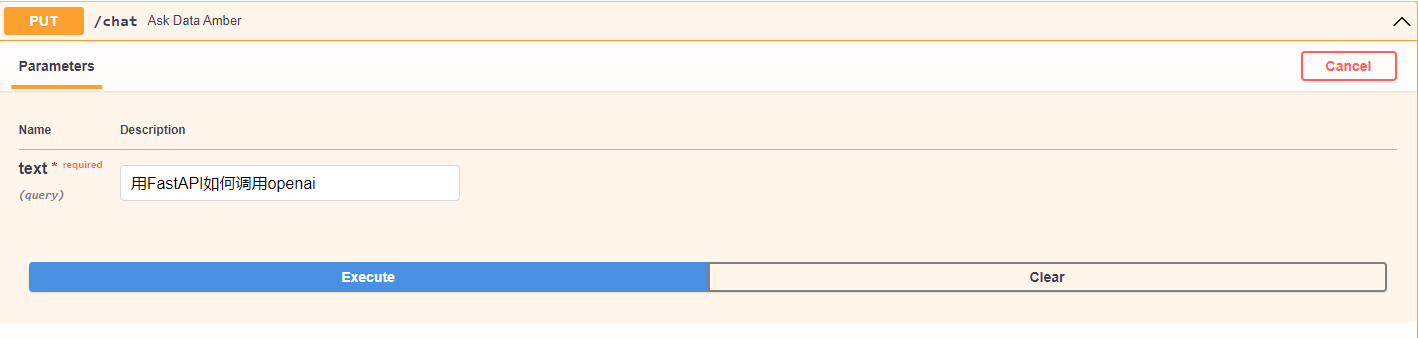 PUT /chat Ask Data Amber
Parameters Cancel
Name Description
text * required
(query)
用FastAPI如何调用openai
Execute Clear